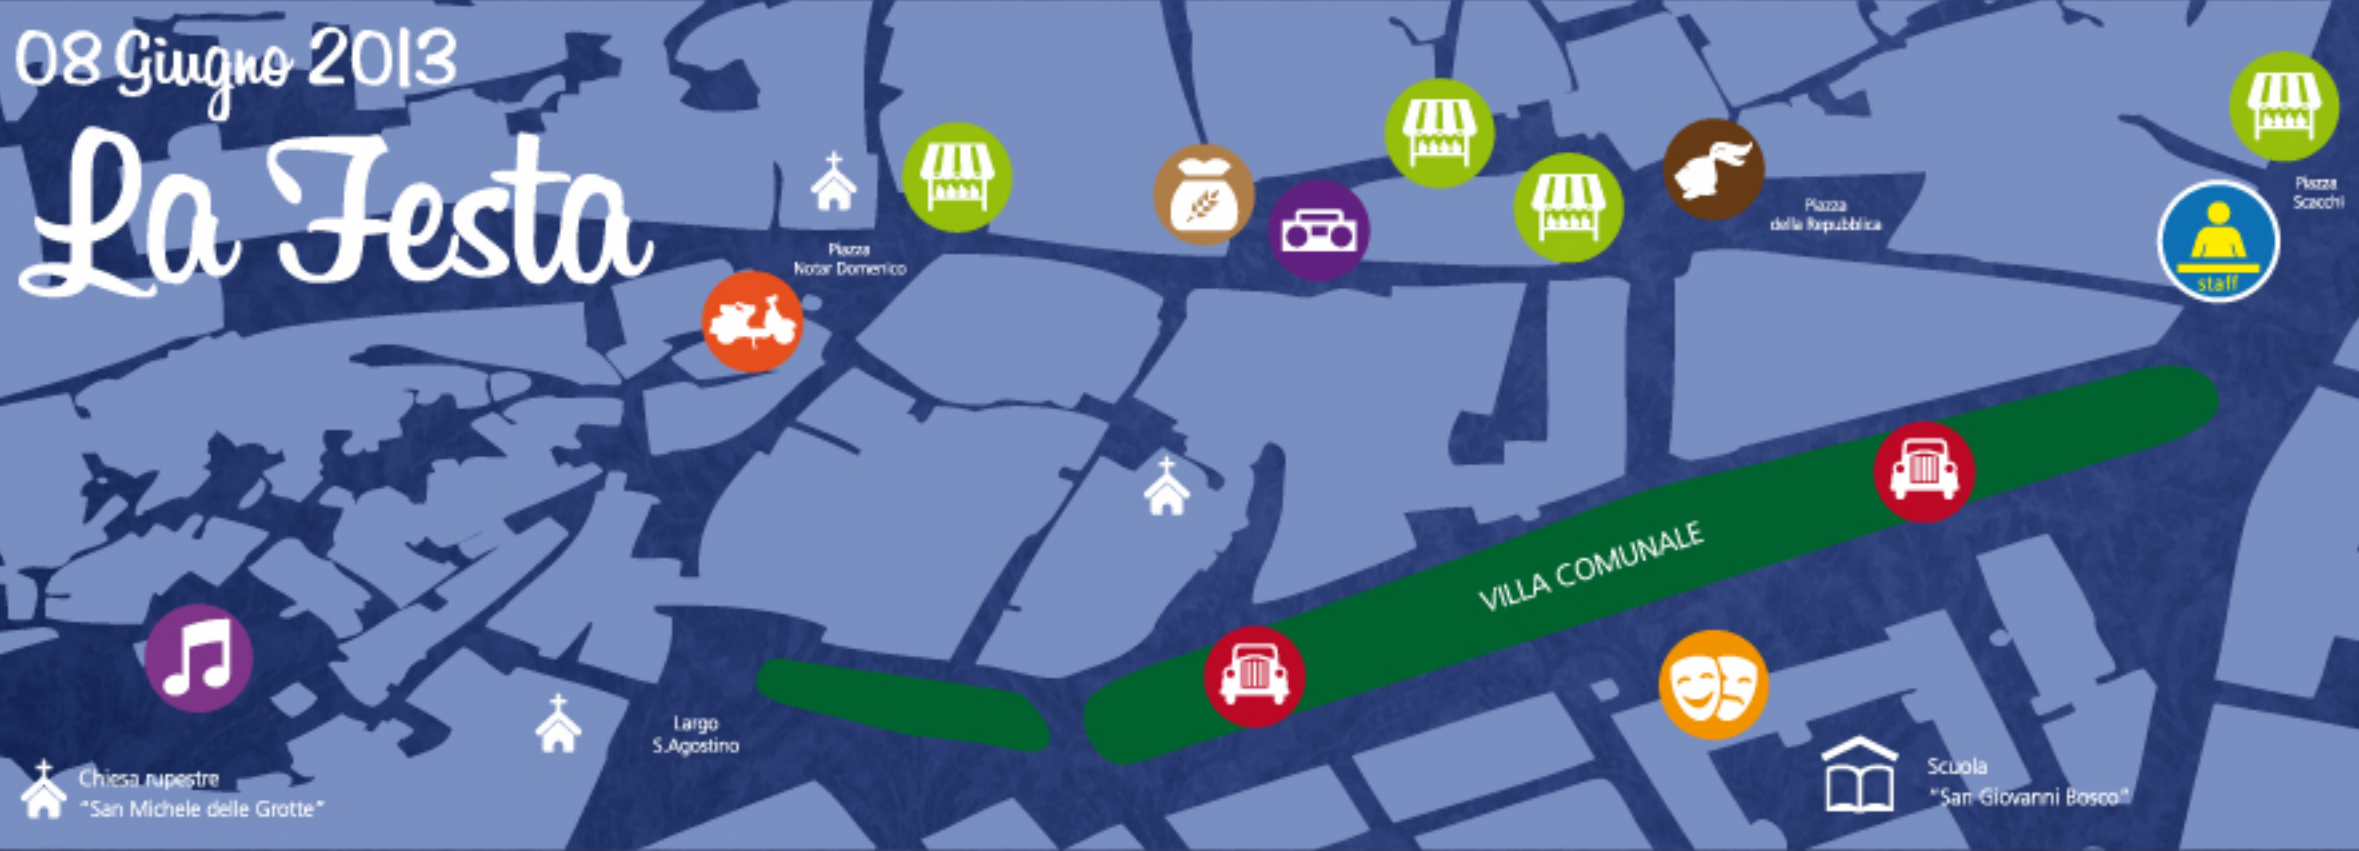 08 Giugno 2013
La Festa
Piazza
Notar Domenico
Piazza
della Repubblica
Piazza
Scacchi
staff
VILLA COMUNALE
Largo
S.Agostino
Chiesa rupestre
"San Michele delle Grotte"
Scuola
"San Giovanni Bosco"